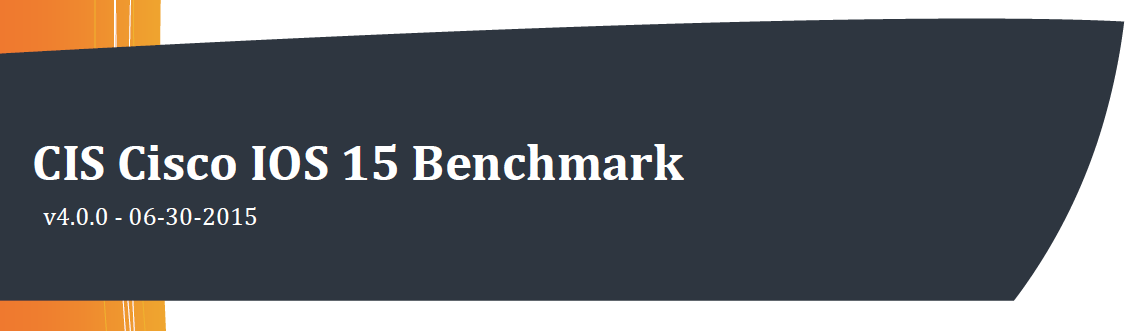 CIS Cisco IOS 15 Benchmark
v4.0.0 - 06-30-2015